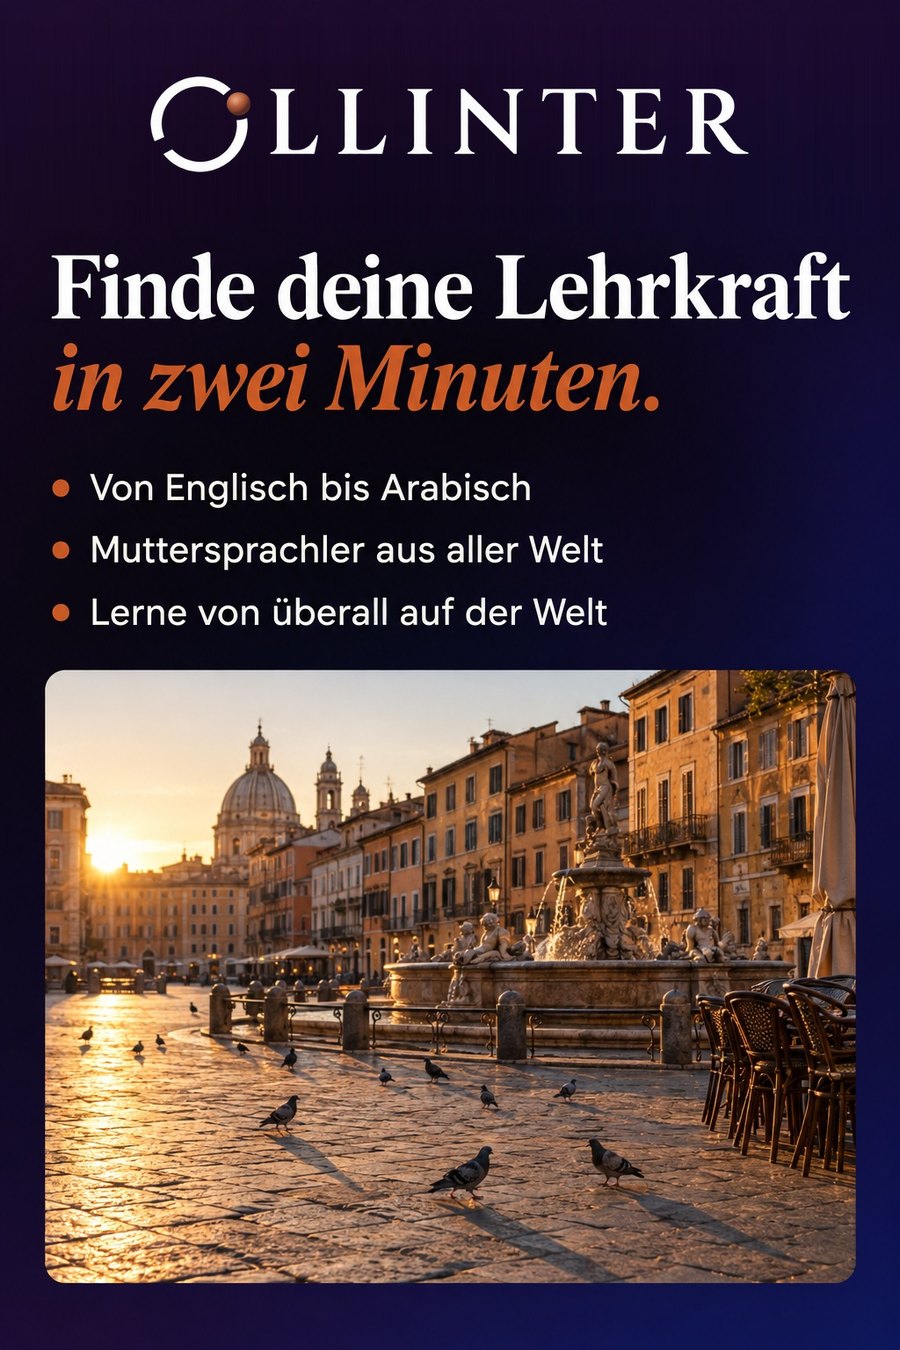 OLLINTER
Finde deine Lehrkraft
in zwei Minuten.
Von Englisch bis Arabisch
Muttersprachler aus aller Welt
Lerne von überall auf der Welt